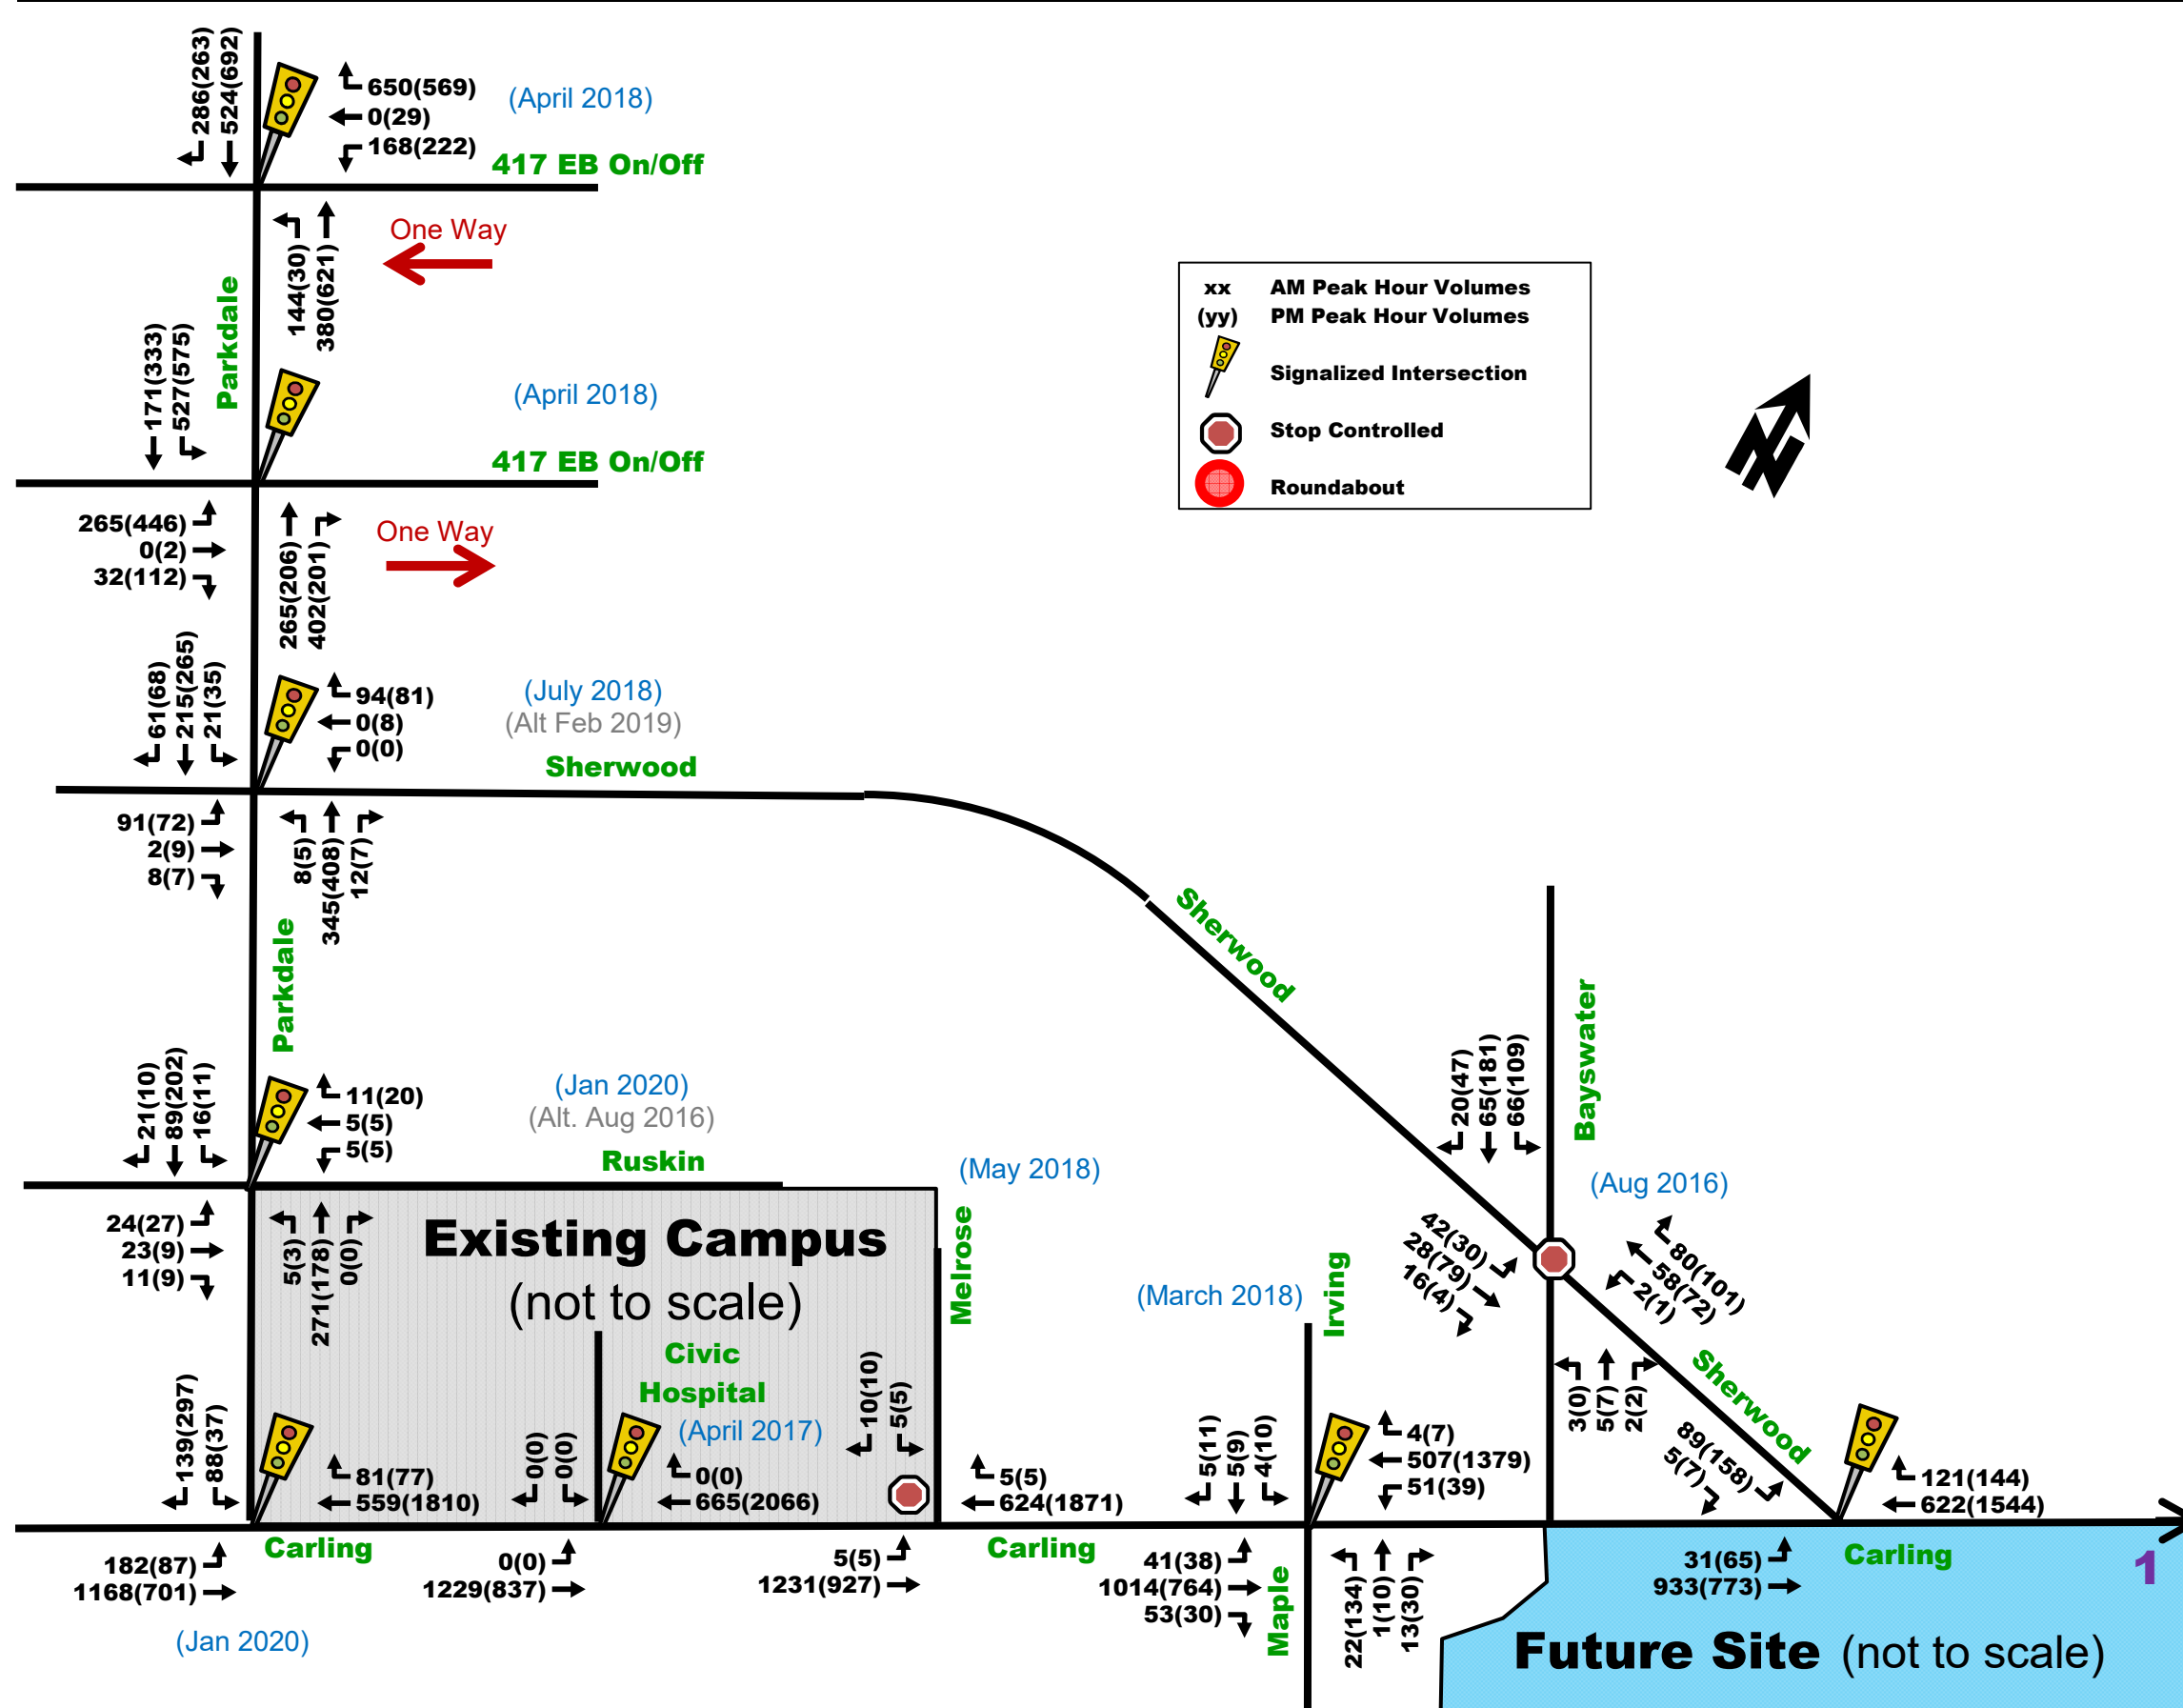 286(263)
524(692)
650(569)
0(29)
168(222)
(April 2018)
417 EB On/Off
144(30)
380(621)
One Way
Parkdale
171(333)
527(575)
(April 2018)
417 EB On/Off
265(446)
0(2)
32(112)
265(206)
402(201)
One Way
xx AM Peak Hour Volumes
(yy) PM Peak Hour Volumes
Signalized Intersection
Stop Controlled
Roundabout
N
61(68)
215(265)
21(35)
94(81)
0(8)
0(0)
(July 2018)
(Alt Feb 2019)
Sherwood
91(72)
2(9)
8(7)
8(5)
345(408)
12(7)
Parkdale
Sherwood
Bayswater
20(47)
65(181)
66(109)
(Aug 2016)
42(30)
28(79)
16(4)
80(101)
58(72)
2(1)
3(0)
5(7)
2(2)
Sherwood
21(10)
89(202)
16(11)
11(20)
5(5)
5(5)
(Jan 2020)
(Alt. Aug 2016)
Ruskin
(May 2018)
24(27)
23(9)
11(9)
5(3)
271(178)
0(0)
Existing Campus
(not to scale)
Melrose
Civic
Hospital
(April 2017)
(March 2018)
Irving
139(297)
88(37)
81(77)
559(1810)
0(0)
0(0)
0(0)
665(2066)
10(10)
5(5)
5(5)
624(1871)
5(11)
5(9)
4(10)
4(7)
507(1379)
51(39)
89(158)
5(7)
121(144)
622(1544)
Carling
182(87)
1168(701)
(Jan 2020)
0(0)
1229(837)
5(5)
1231(927)
Carling
41(38)
1014(764)
53(30)
Maple
22(134)
1(10)
13(30)
31(65)
933(773)
Carling
1
Future Site (not to scale)